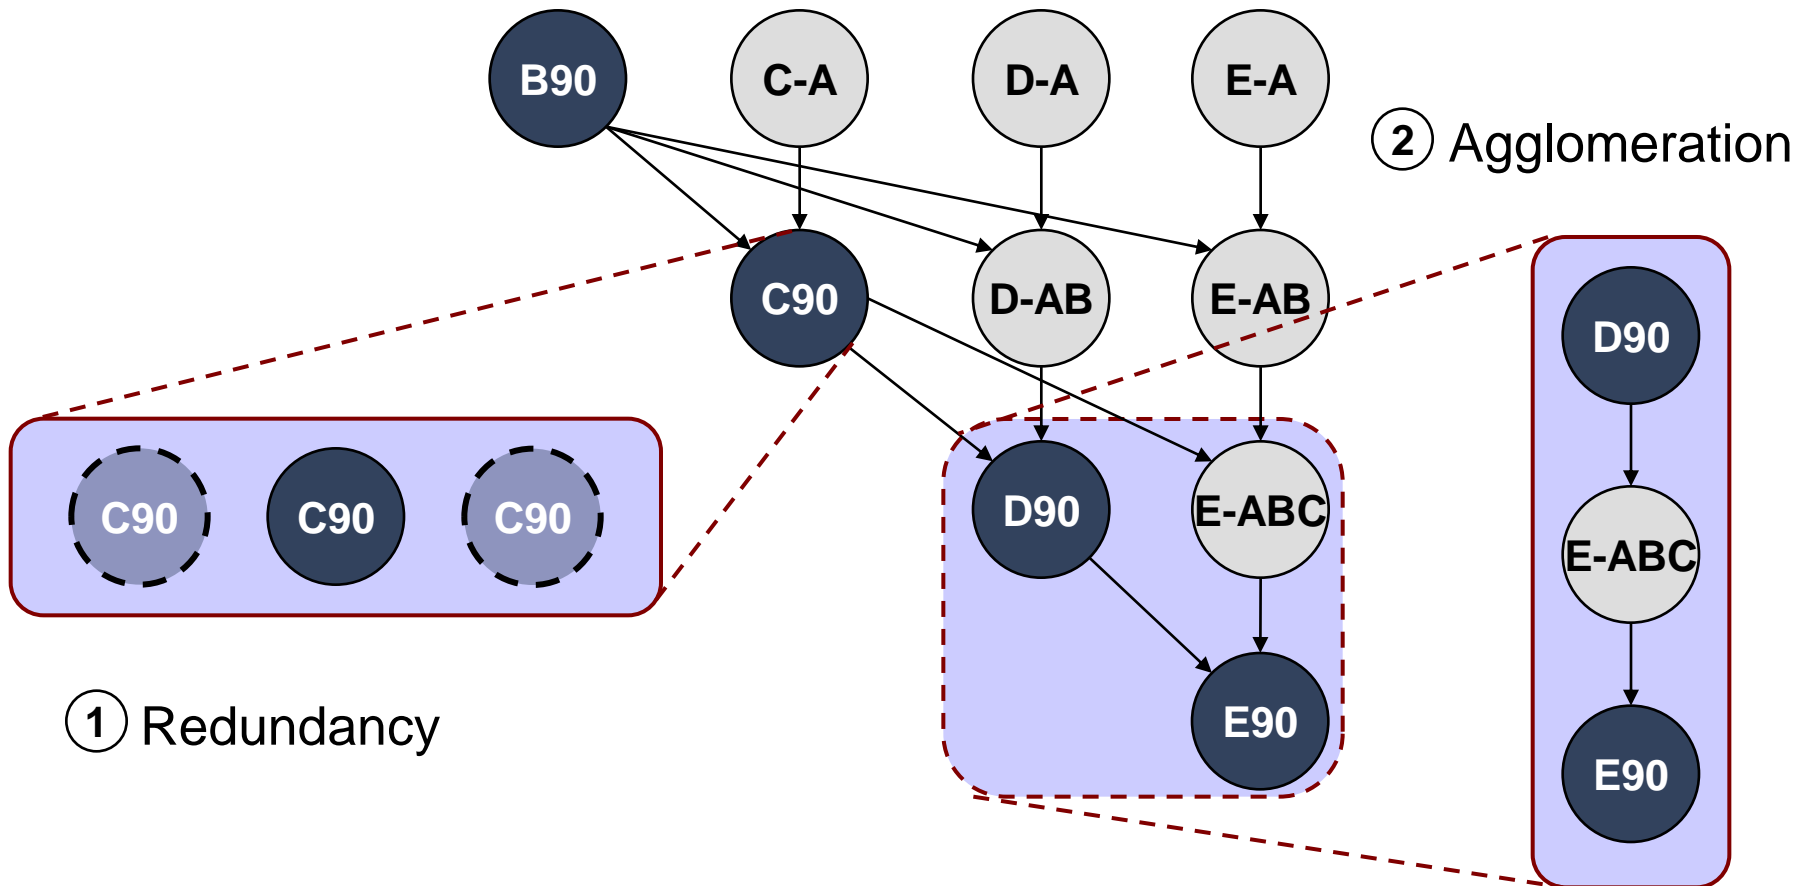 B90
C-A
D-A
E-A
2 Agglomeration
C90
D-AB
E-AB
D90
C90
C90
C90
D90
E-ABC
E-ABC
1 Redundancy
E90
E90